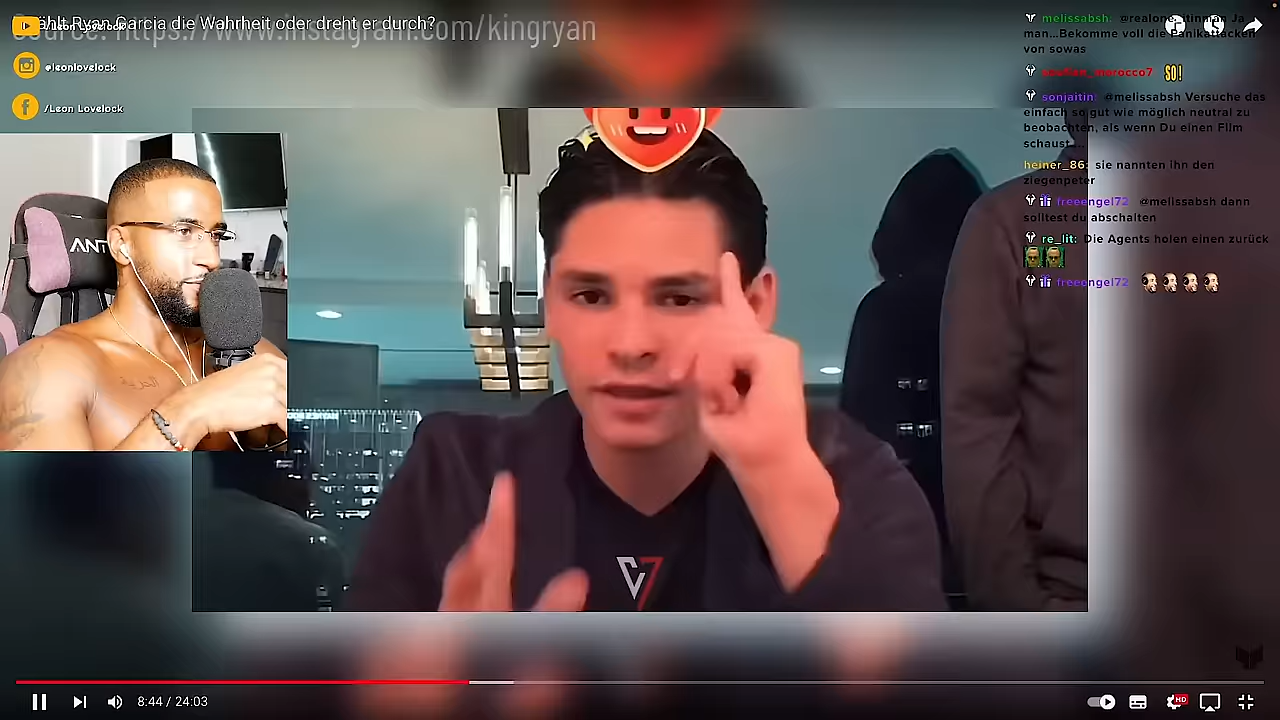 ählt Ryan Garcia die Wahrheit oder dreht er durch?
Source: https://www.instagram.com/kingryan
@leonlovelock
/Leon Lovelock
ANT
melissabsh:
man...Bekomme voll die Panikattacken
von sowas
SO!
sonjaitin: @melissabsh Versuche das
einfach so gut wie möglich neutral zu
beobachten, als wenn Du einen Film
schaust....
heiner_86: sie nannten ihn den
ziegenpeter
freeengel72 @melissabsh dann
solltest du abschalten
re_lit: Die Agents holen einen zurück
freeengel72
8:44 / 24:03
HD